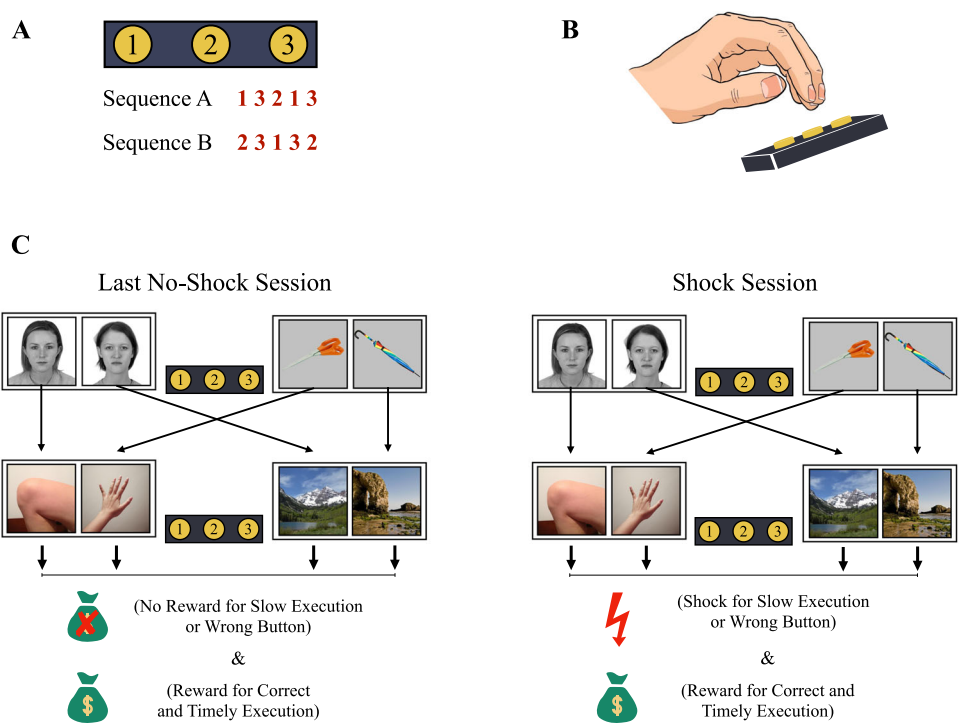 A
B
1 2 3
Sequence A 1 3 2 1 3
Sequence B 2 3 1 3 2
C
Last No-Shock Session
Shock Session
1 2 3
1 2 3
1 2 3
1 2 3
(No Reward for Slow Execution
or Wrong Button)
&
$
(Reward for Correct
and Timely Execution)
(Shock for Slow Execution
or Wrong Button)
&
$
(Reward for Correct and
Timely Execution)